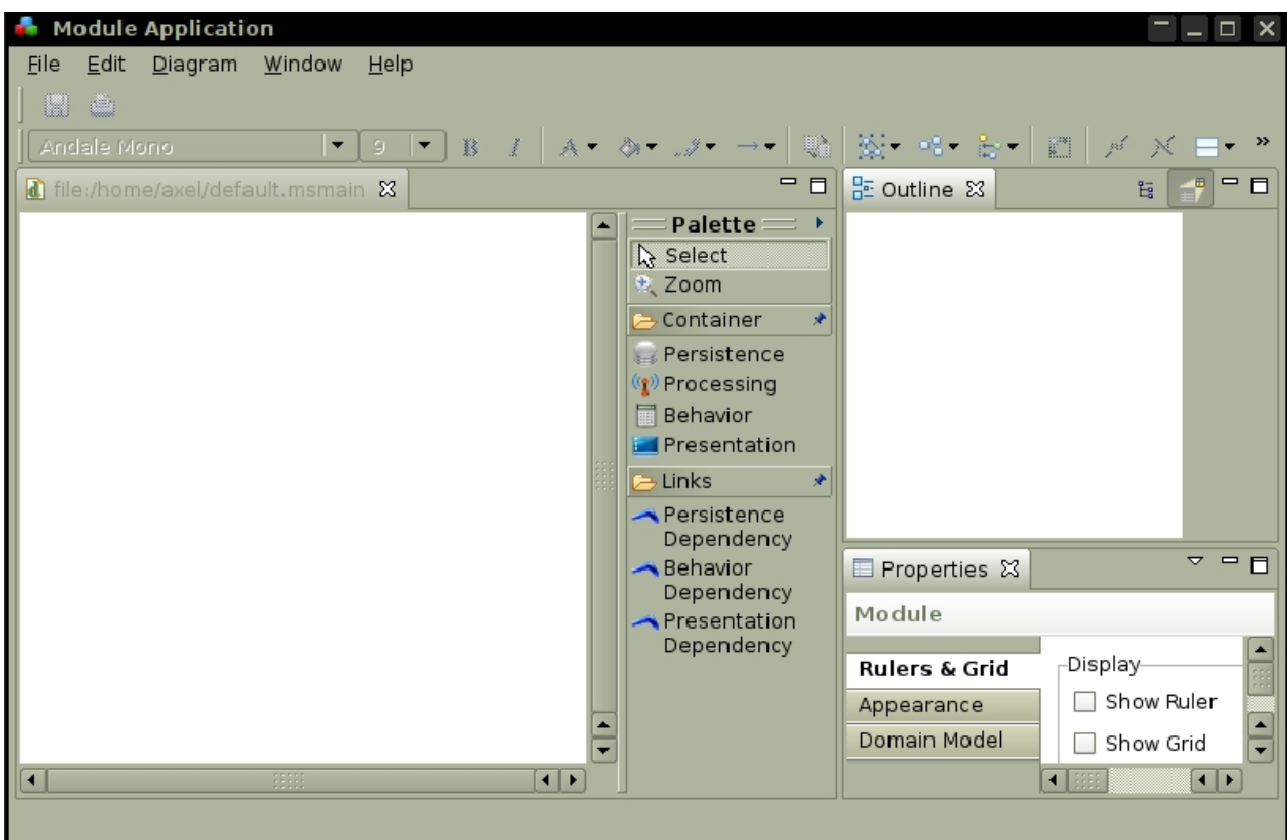 Module Application
File Edit Diagram Window Help
Andale Mono 9 B I A »
file:/home/axel/default.msmain
Palette
Select
Zoom
Container
Persistence
Processing
Behavior
Presentation
Links
Persistence
Dependency
Behavior
Dependency
Presentation
Dependency
Outline
Properties
Module
Rulers & Grid
Appearance
Domain Model
Display
Show Ruler
Show Grid